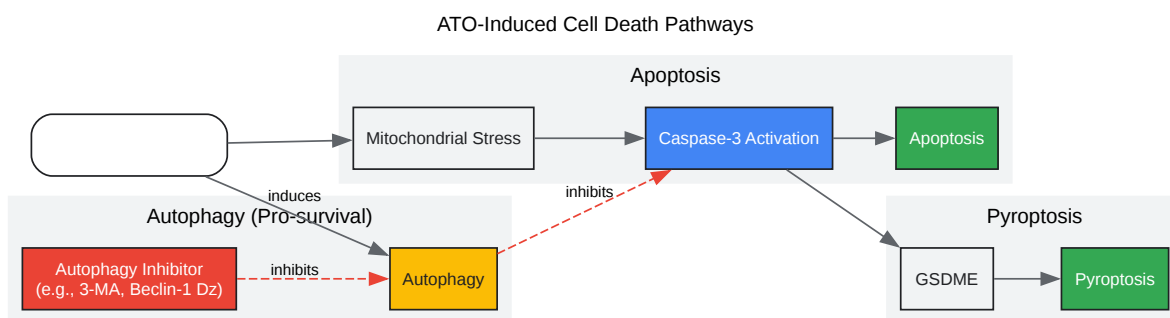 ATO-Induced Cell Death Pathways
Apoptosis
Mitochondrial Stress
Caspase-3 Activation
Apoptosis
induces
inhibits
Autophagy (Pro-survival)
Autophagy Inhibitor
(e.g., 3-MA, Beclin-1 Dz)
inhibits
Autophagy
Pyroptosis
GSDME
Pyroptosis